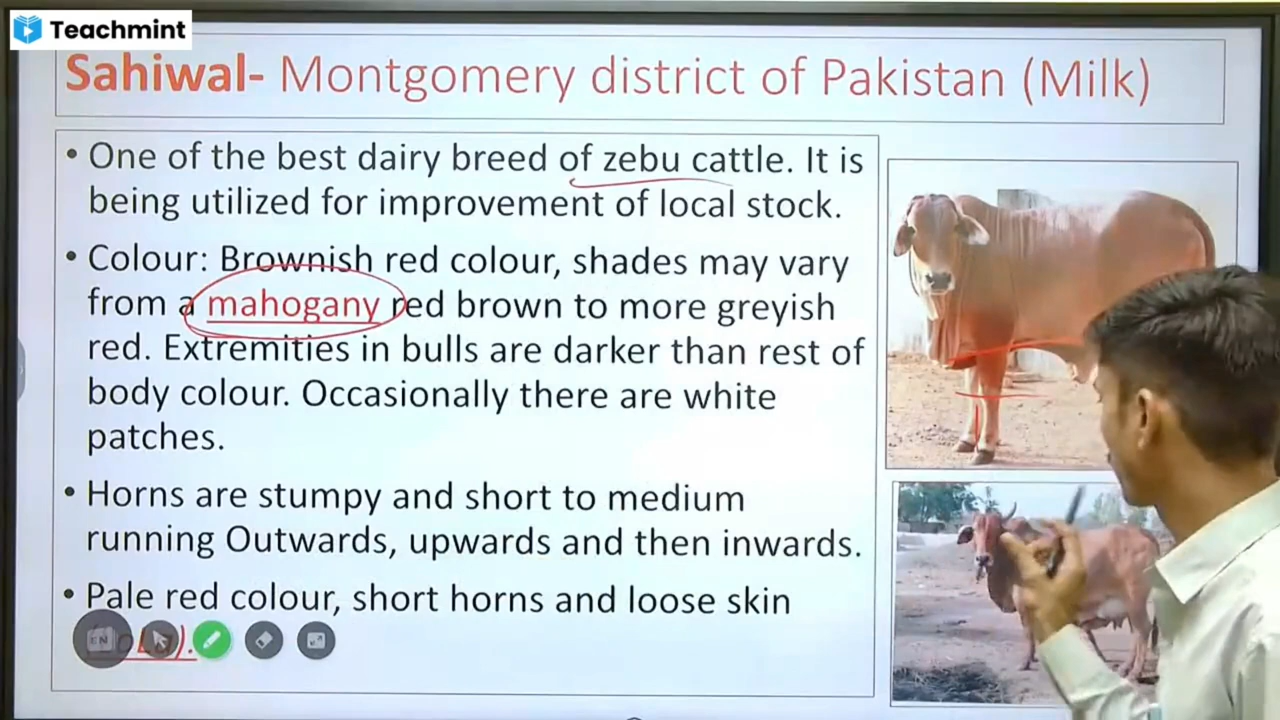 Teachmint
Sahiwal- Montgomery district of Pakistan (Milk)
• One of the best dairy breed of zebu cattle. It is
being utilized for improvement of local stock.
• Colour: Brownish red colour, shades may vary
from a mahogany red brown to more greyish
red. Extremities in bulls are darker than rest of
body colour. Occasionally there are white
patches.
• Horns are stumpy and short to medium
running Outwards, upwards and then inwards.
• Pale red colour, short horns and loose skin
EN